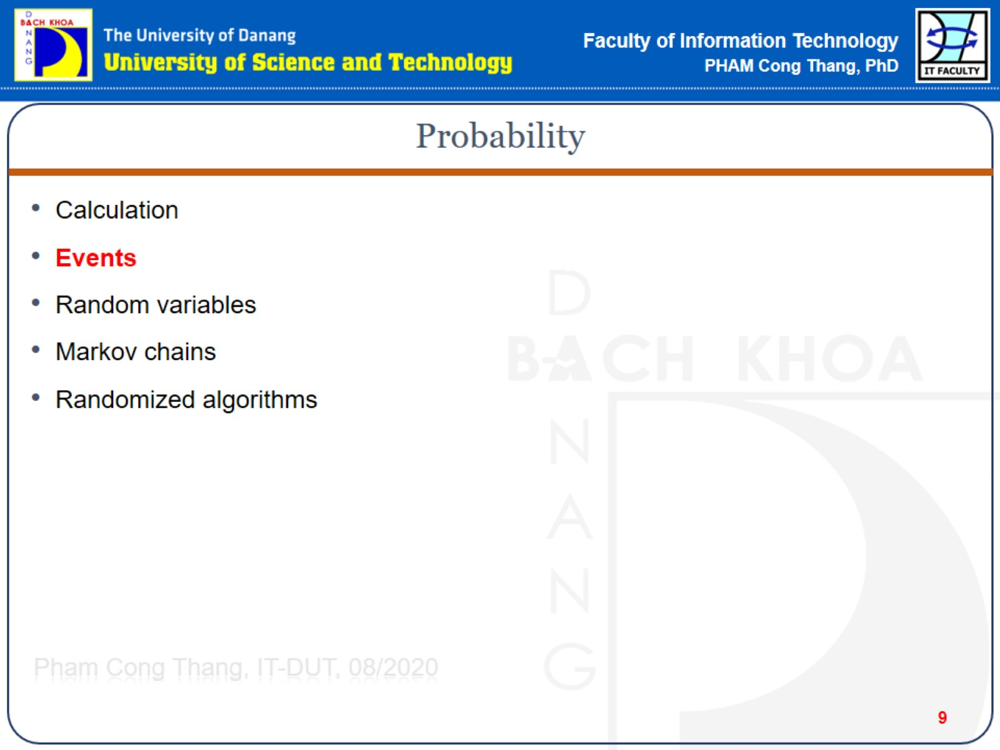 D
BACH KHOA
N
A
N
G
The University of Danang
University of Science and Technology
Faculty of Information Technology
PHAM Cong Thang, PhD
IT FACULTY
Probability
• Calculation
• Events
• Random variables
• Markov chains
• Randomized algorithms
D
BACH KHOA
N
A
N
G
Pham Cong Thang, IT-DUT, 08/2020
9